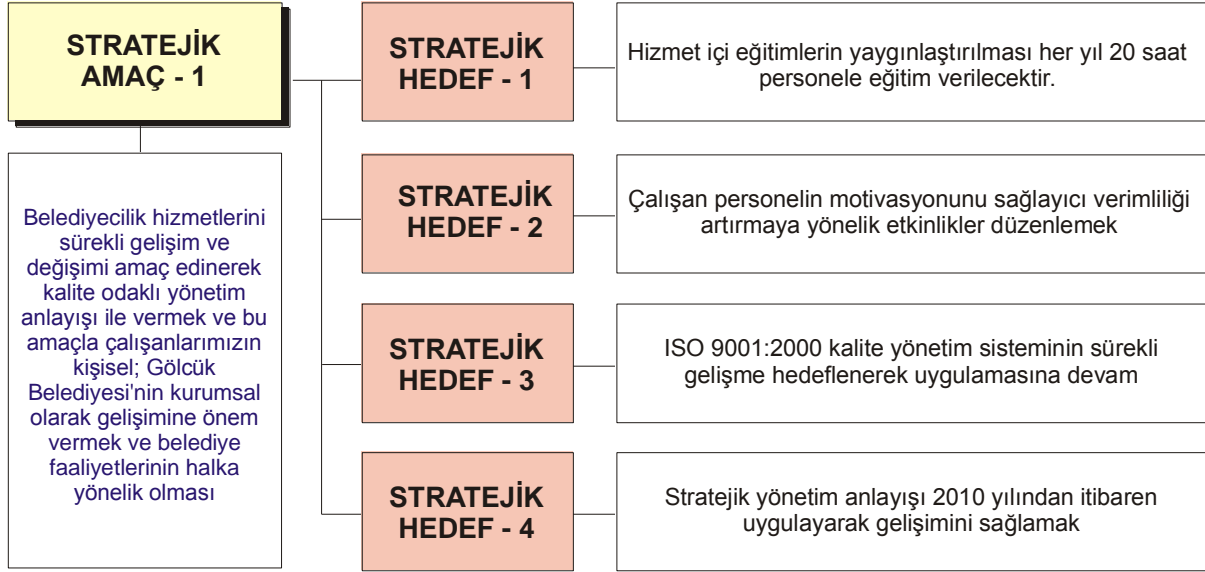 STRATEJİK
AMAÇ - 1
Belediyecilik hizmetlerini
sürekli gelişim ve
değişimi amaç edinerek
kalite odaklı yönetim
anlayışı ile vermek ve bu
amaçla çalışanlarımızın
kişisel; Gölcük
Belediyesi'nin kurumsal
olarak gelişimine önem
vermek ve belediye
faaliyetlerinin halka
yönelik olması
STRATEJİK
HEDEF - 1
Hizmet içi eğitimlerin yaygınlaştırılması her yıl 20 saat
personele eğitim verilecektir.
STRATEJİK
HEDEF - 2
Çalışan personelin motivasyonunu sağlayıcı verimliliği
artırmaya yönelik etkinlikler düzenlemek
STRATEJİK
HEDEF - 3
ISO 9001:2000 kalite yönetim sisteminin sürekli
gelişme hedeflenerek uygulamasına devam
STRATEJİK
HEDEF - 4
Stratejik yönetim anlayışı 2010 yılından itibaren
uygulayarak gelişimini sağlamak